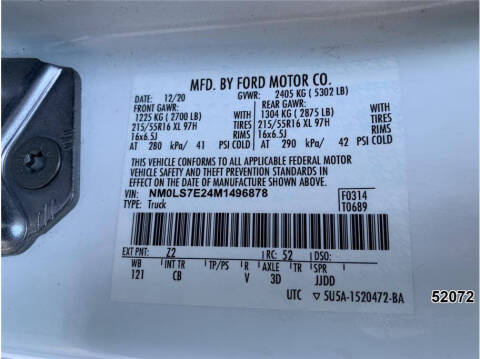 MFD. BY FORD MOTOR CO.
DATE: 12/20 GVWR: 2405 KG ( 5302 LB)
FRONT GAWR: REAR GAWR:
1225 KG ( 2700 LB) WITH 1304 KG ( 2875 LB) WITH
215/55R16 XL 97H TIRES 215/55R16 XL 97H TIRES
16x6.5J RIMS 16x6.5J RIMS
AT 280 kPa/ 41 PSI COLD AT 290 kPa/ 42 PSI COLD
THIS VEHICLE CONFORMS TO ALL APPLICABLE FEDERAL MOTOR
VEHICLE SAFETY AND THEFT PREVENTION STANDARDS IN
EFFECT ON THE DATE OF MANUFACTURE SHOWN ABOVE.
VIN: NM0LS7E24M1496878 F0314
TYPE: Truck T0689
EXT PNT: Z2 RC: 52 DSO:
WB INT TR TP/PS R AXLE TR SPR
121 CB V 3D JJDD
UTC 5U5A-1520472-BA
52072